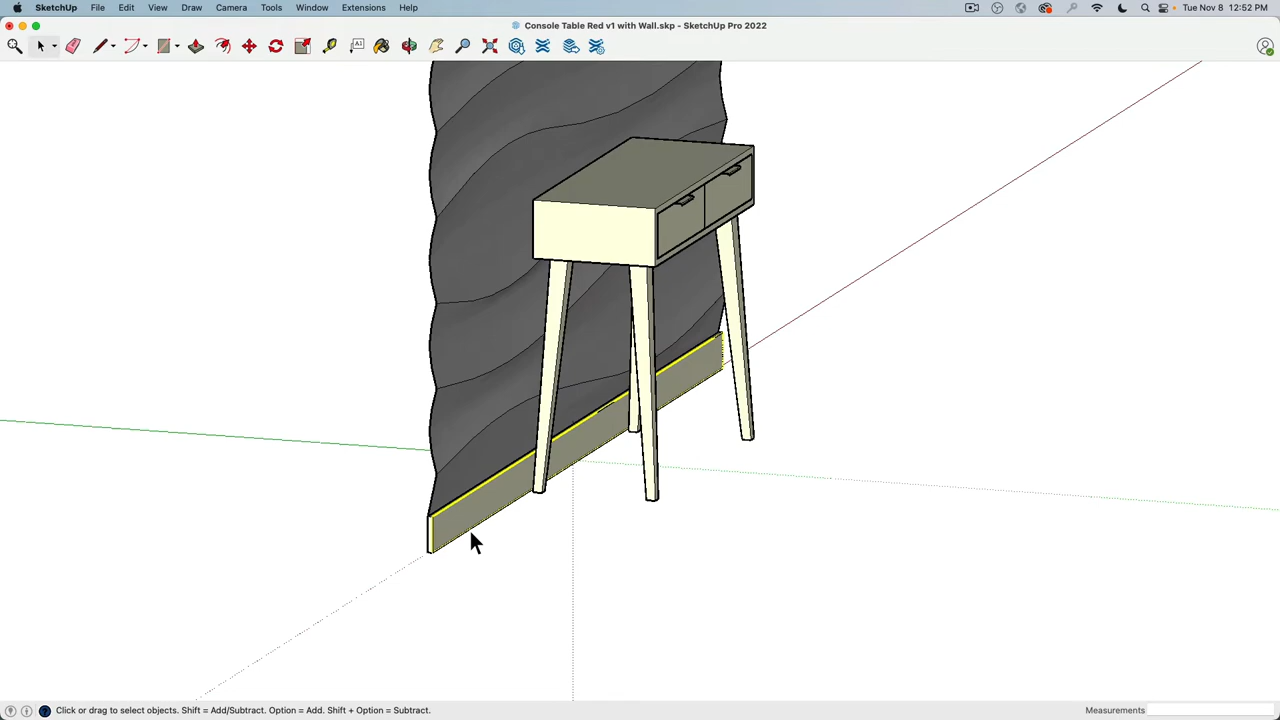 SketchUp File Edit View Draw Camera Tools Window Extensions Help Tue Nov 8 12:52 PM
Console Table Red v1 with Wall.skp - SketchUp Pro 2022
A1
Click or drag to select objects. Shift = Add/Subtract. Option = Add. Shift + Option = Subtract. Measurements